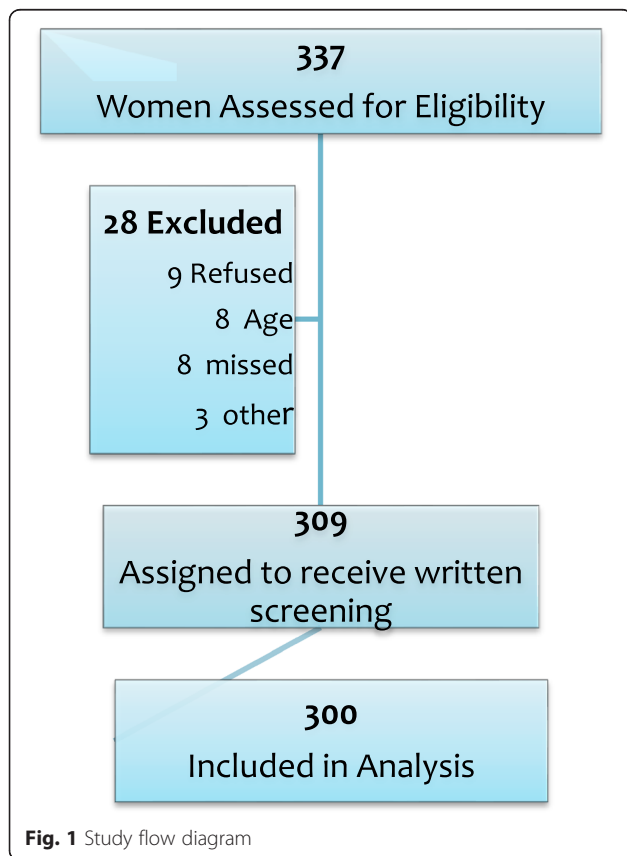 337
Women Assessed for Eligibility
28 Excluded
9 Refused
8 Age
8 missed
3 other
309
Assigned to receive written
screening
300
Included in Analysis
Fig. 1 Study flow diagram